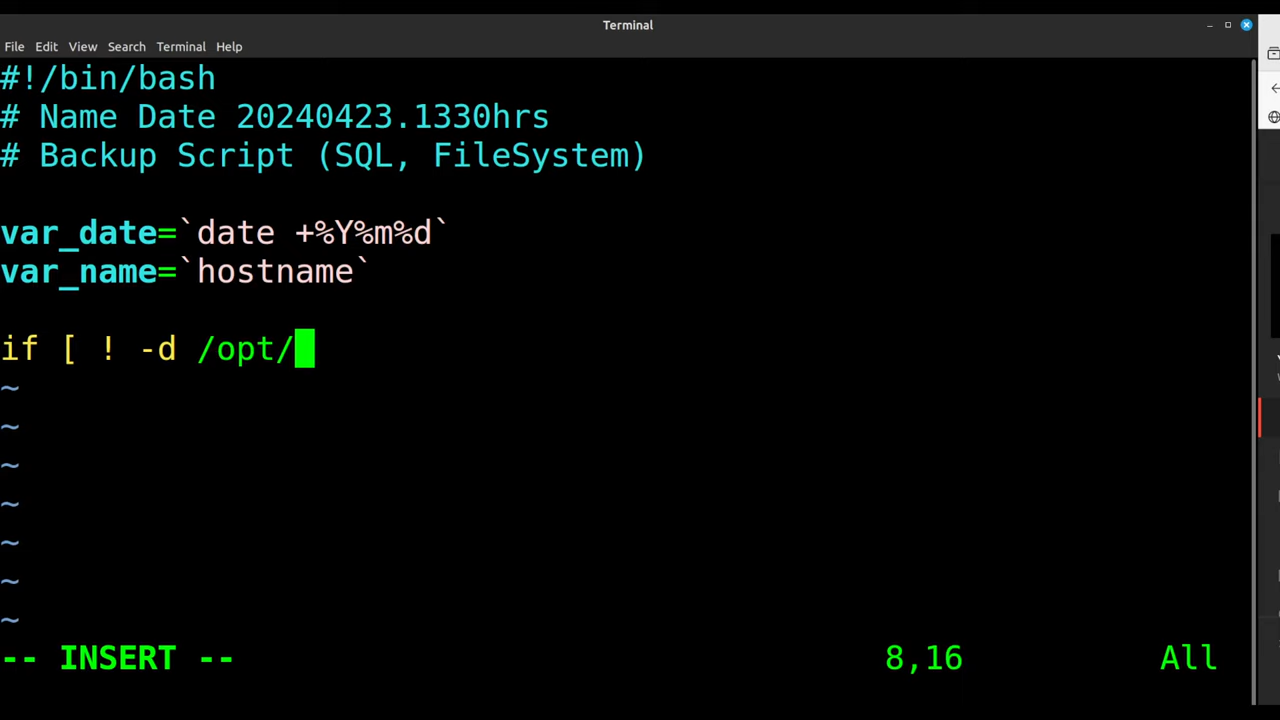 Terminal
File Edit View Search Terminal Help
#!/bin/bash
# Name Date 20240423.1330hrs
# Backup Script (SQL, FileSystem)
var_date=`date +%Y%m%d`
var_name=`hostname`
if [ ! -d /opt/
~
~
~
~
~
~
~
-- INSERT -- 8,16 All